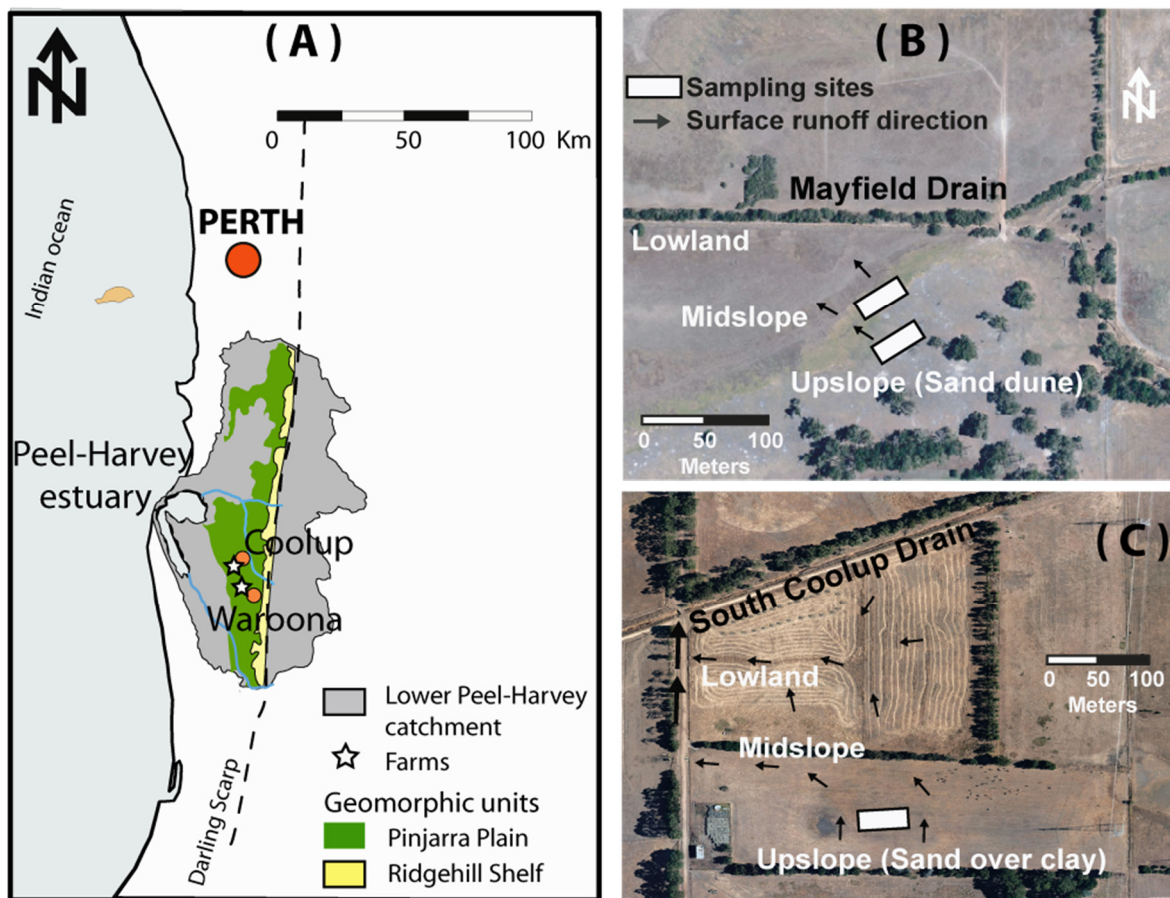 ( A )
N
0 50 100 Km
Indian ocean
PERTH
Peel-Harvey
estuary
Coolup
Waroona
Darling Scarp
Lower Peel-Harvey
catchment
Farms
Geomorphic units
Pinjarra Plain
Ridgehill Shelf
( B )
N
Sampling sites
Surface runoff direction
Mayfield Drain
Lowland
Midslope
Upslope (Sand dune)
0 50 100
Meters
( C )
South Coolup Drain
Lowland
0 50 100
Meters
Midslope
Upslope (Sand over clay)